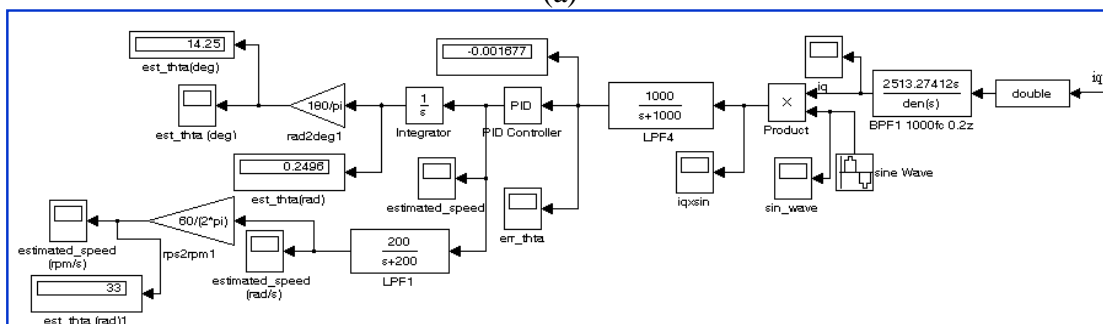 (a)
14.25
est_thta(deg)
est_thta (deg)
180/pi
rad2deg1
0.2496
est_thta(rad)
1
s
Integrator
PID
PID Controller
-0.001677
estimated_speed
err_thta
1000
s+1000
LPF4
iqxsin
×
Product
iq
sin_wave
sine Wave
2513.27412s
den(s)
BPF1 1000fc 0.2z
double
iq
estimated_speed
(rpm/s)
60/(2*pi)
rps2rpm1
estimated_speed
(rad/s)
200
s+200
LPF1
33
est_thta (rad)1